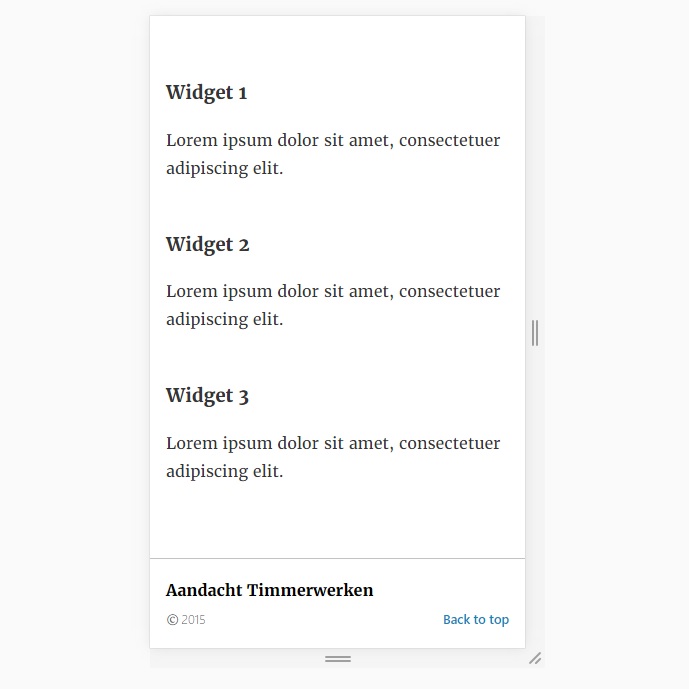 Widget 1
Lorem ipsum dolor sit amet, consectetuer
adipiscing elit.
Widget 2
Lorem ipsum dolor sit amet, consectetuer
adipiscing elit.
Widget 3
Lorem ipsum dolor sit amet, consectetuer
adipiscing elit.
Aandacht Timmerwerken
© 2015 Back to top